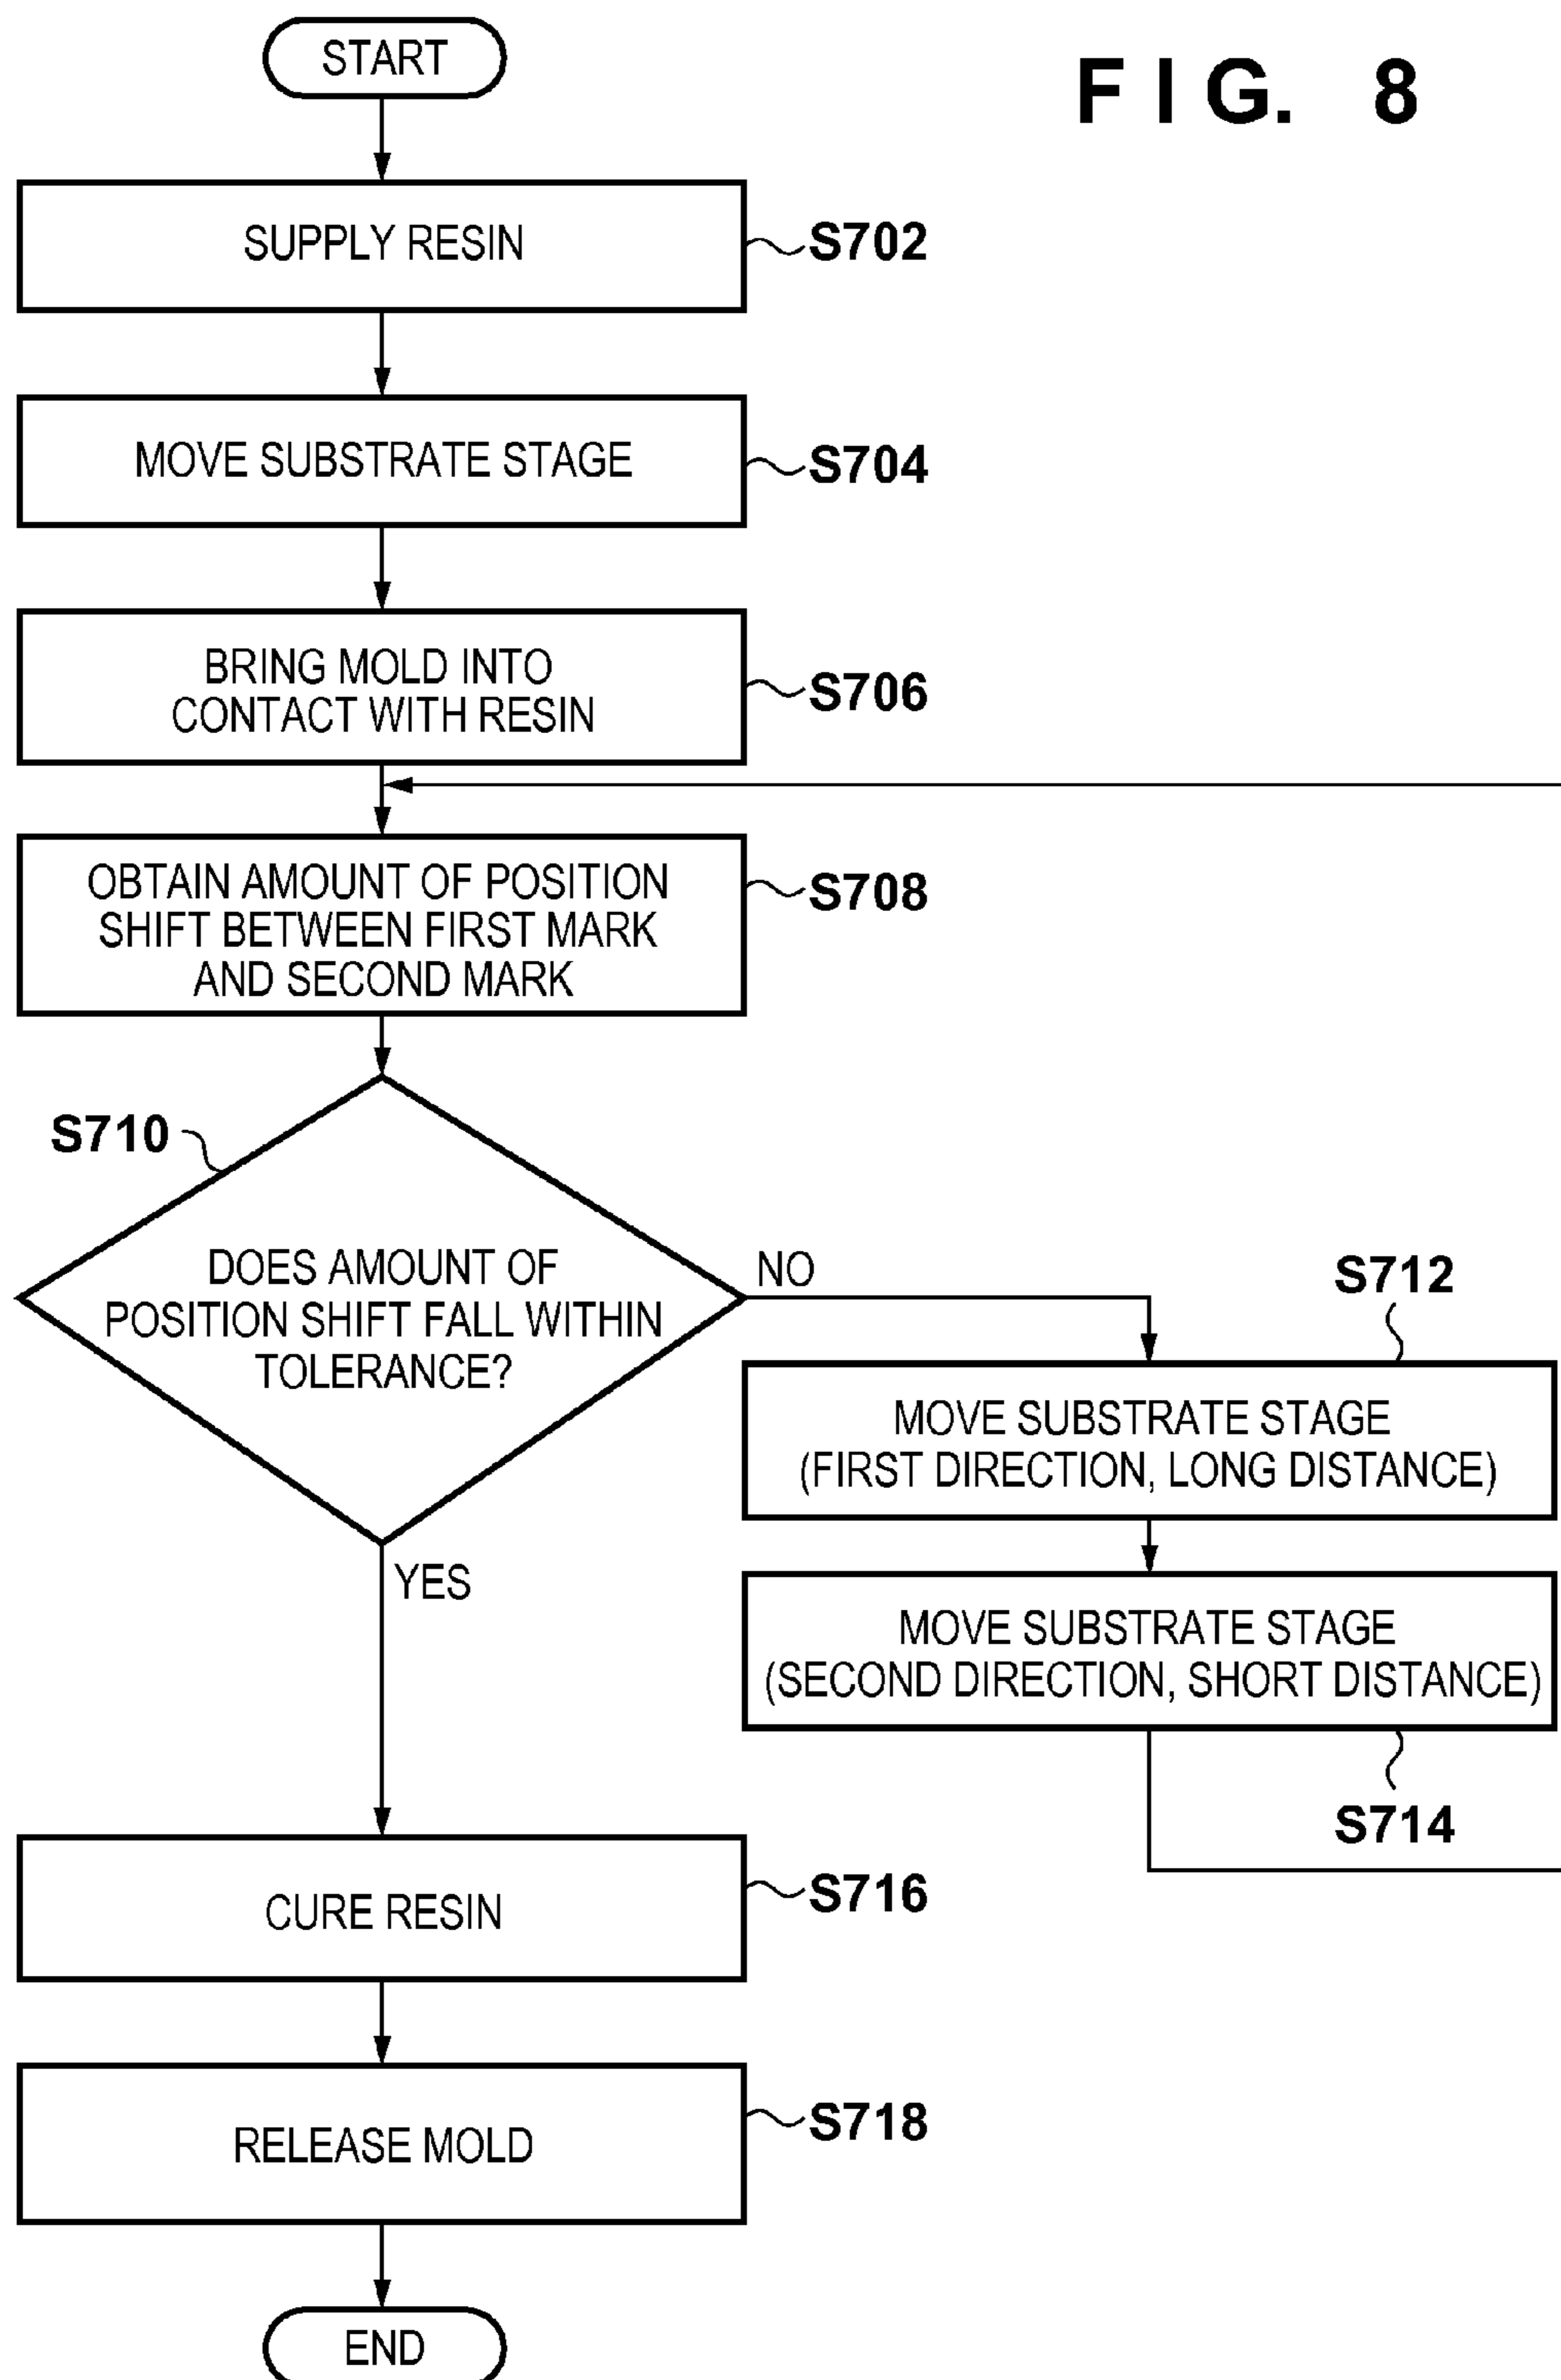 START
FIG. 8
SUPPLY RESIN
S702
MOVE SUBSTRATE STAGE
S704
BRING MOLD INTO
CONTACT WITH RESIN
S706
OBTAIN AMOUNT OF POSITION
SHIFT BETWEEN FIRST MARK
AND SECOND MARK
S708
S710
DOES AMOUNT OF
POSITION SHIFT FALL WITHIN
TOLERANCE?
NO
YES
S712
MOVE SUBSTRATE STAGE
(FIRST DIRECTION, LONG DISTANCE)
MOVE SUBSTRATE STAGE
(SECOND DIRECTION, SHORT DISTANCE)
S714
CURE RESIN
S716
RELEASE MOLD
S718
END